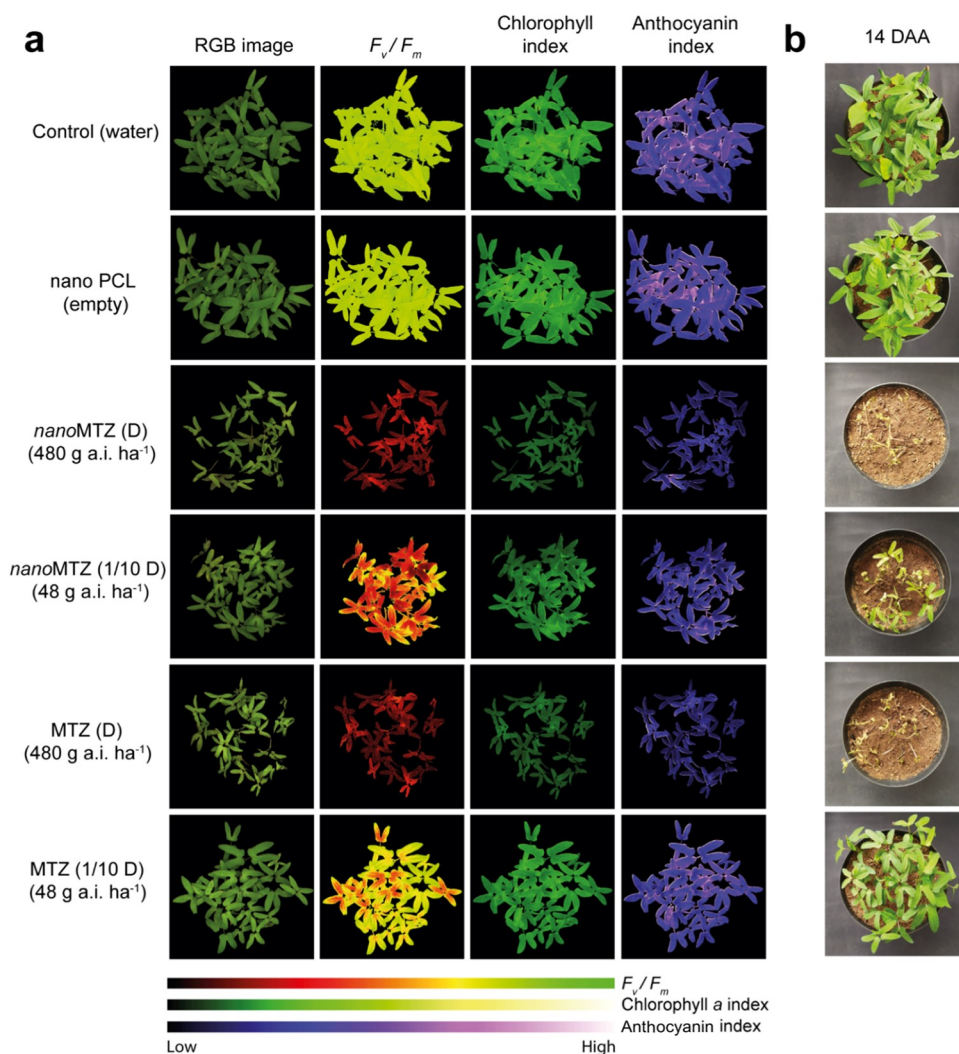 a
b
RGB image
Fv/Fm
Chlorophyll
index
Anthocyanin
index
14 DAA
Control (water)
nano PCL
(empty)
nanoMTZ (D)
(480 g a.i. ha⁻¹)
nanoMTZ (1/10 D)
(48 g a.i. ha⁻¹)
MTZ (D)
(480 g a.i. ha⁻¹)
MTZ (1/10 D)
(48 g a.i. ha⁻¹)
Fv/Fm
Chlorophyll a index
Anthocyanin index
Low
High